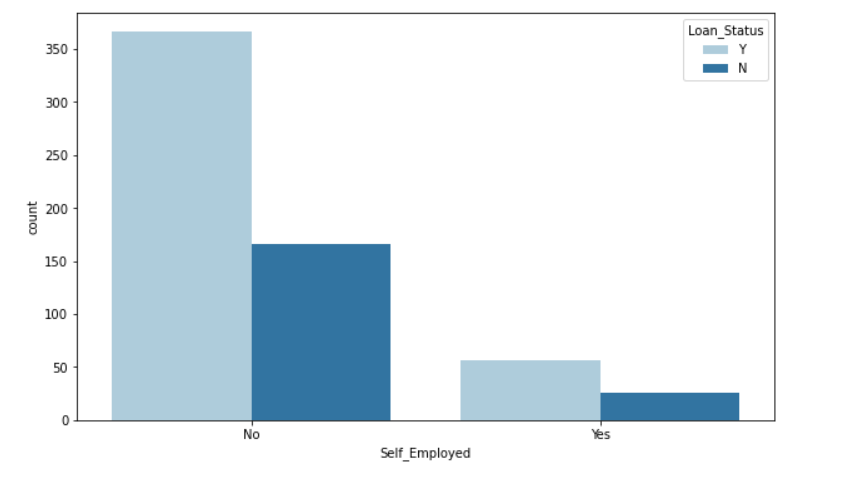 Loan_Status
Y
N
350
300
250
200
150
100
50
0
count
No
Yes
Self_Employed